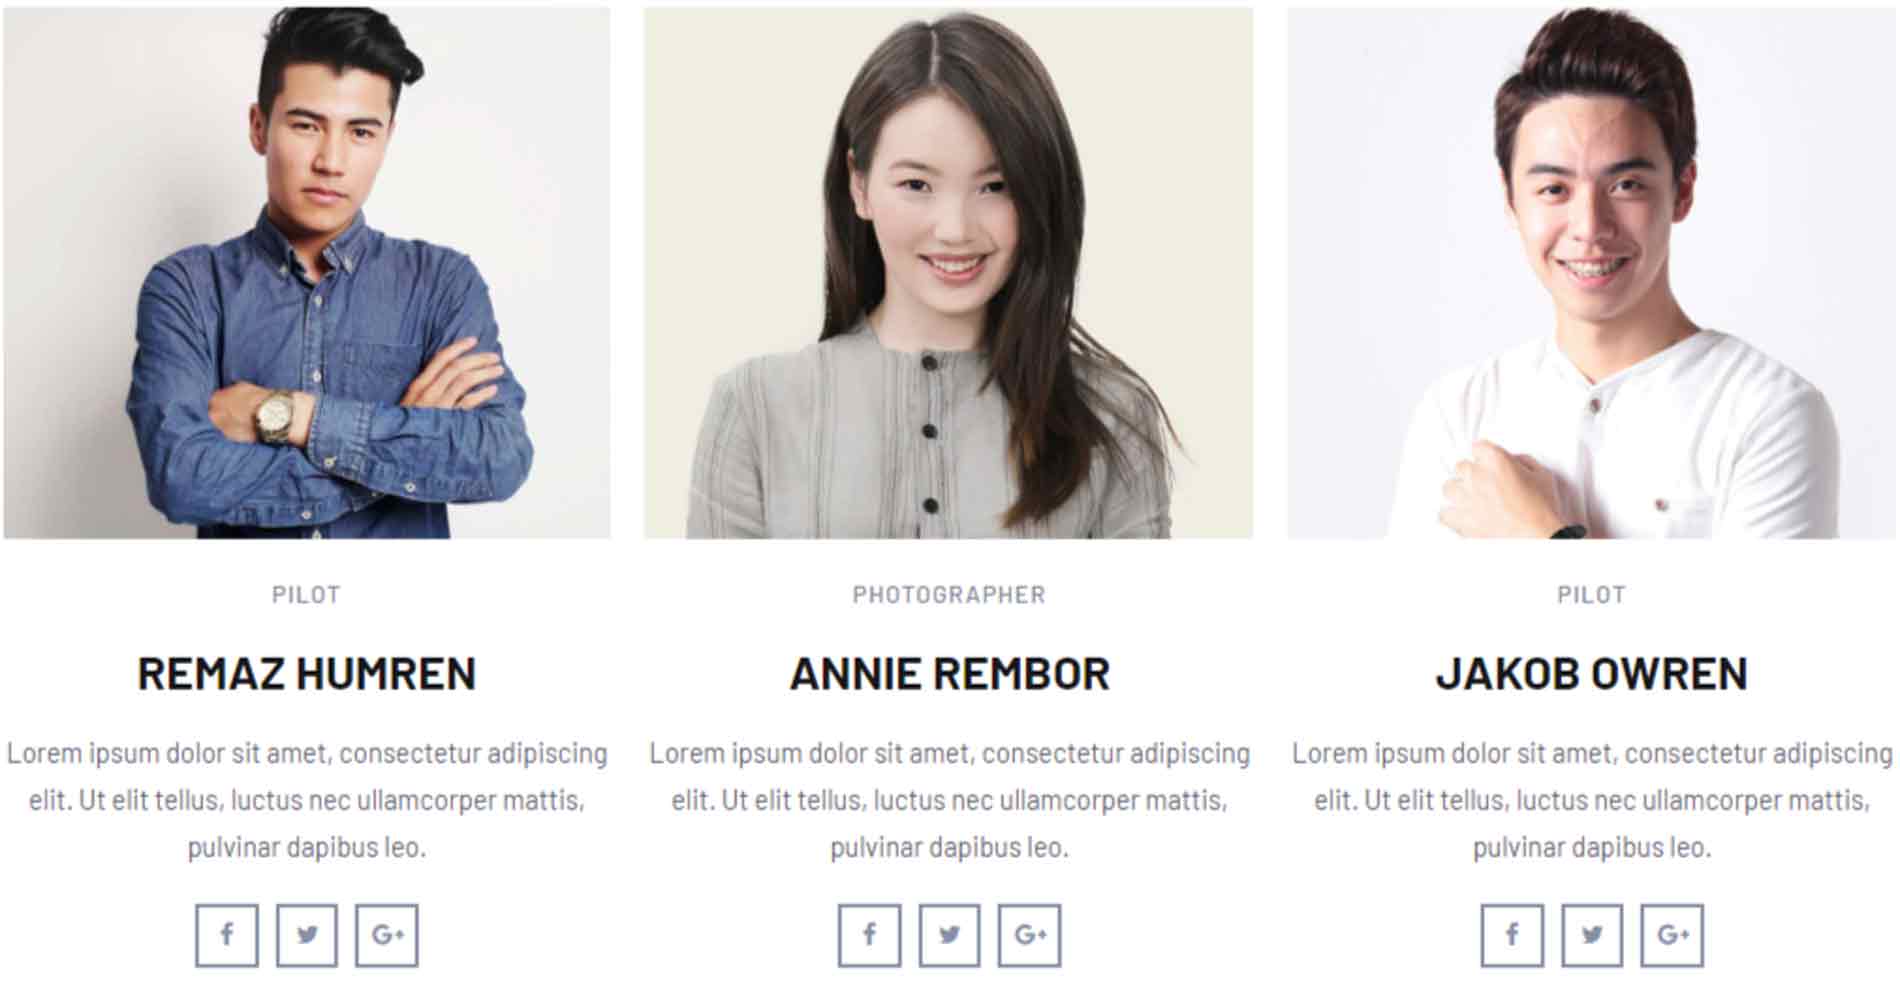 PILOT
REMAZ HUMREN
Lorem ipsum dolor sit amet, consectetur adipiscing
elit. Ut elit tellus, luctus nec ullamcorper mattis,
pulvinar dapibus leo.
f
G+
PHOTOGRAPHER
ANNIE REMBOR
Lorem ipsum dolor sit amet, consectetur adipiscing
elit. Ut elit tellus, luctus nec ullamcorper mattis,
pulvinar dapibus leo.
f
G+
PILOT
JAKOB OWREN
Lorem ipsum dolor sit amet, consectetur adipiscing
elit. Ut elit tellus, luctus nec ullamcorper mattis,
pulvinar dapibus leo.
f
G+